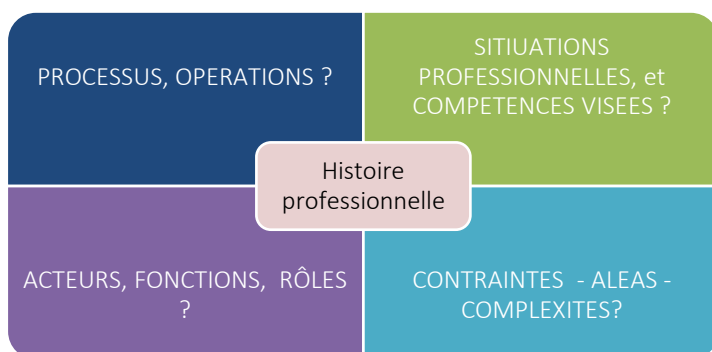 PROCESSUS, OPERATIONS ?
SITIUATIONS
PROFESSIONNELLES, et
COMPETENCES VISEES ?
Histoire
professionnelle
ACTEURS, FONCTIONS, RÔLES
?
CONTRAINTES - ALEAS -
COMPLEXITES?